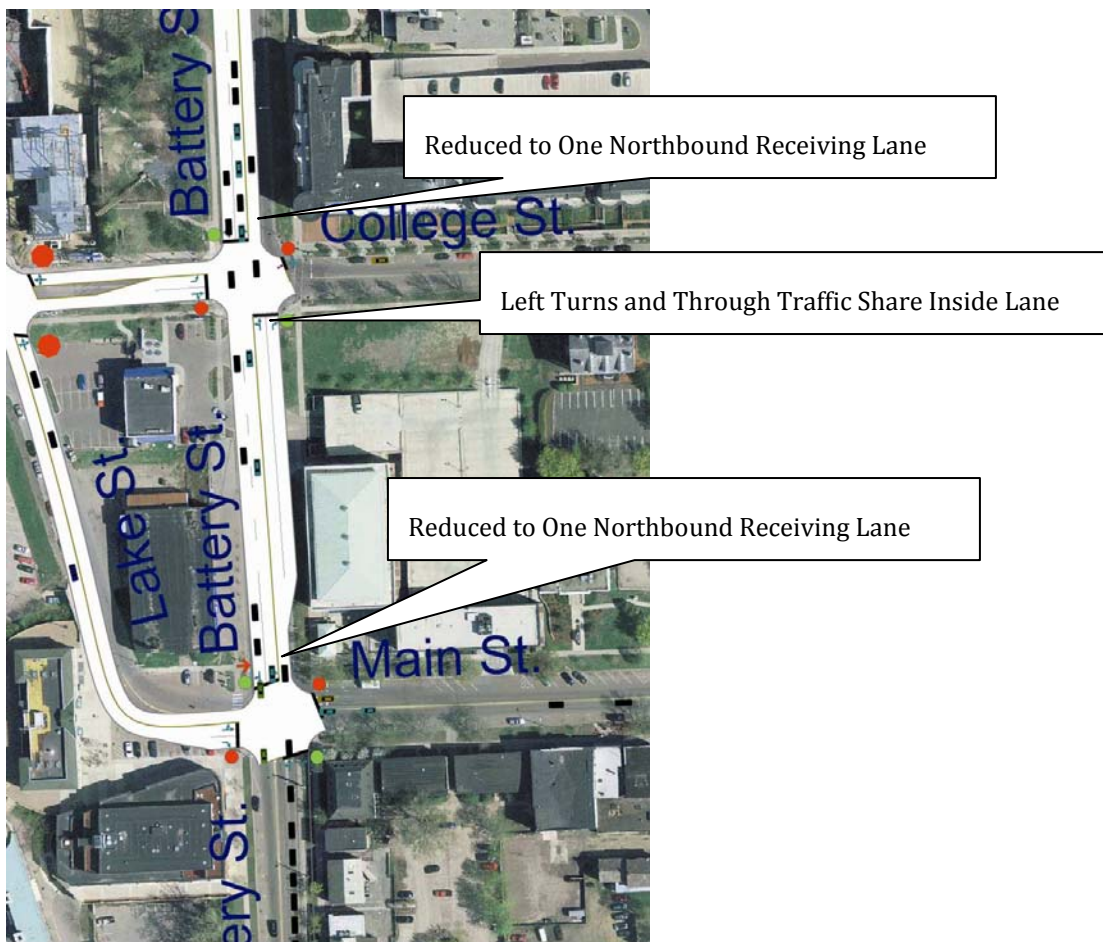 Battery S
Reduced to One Northbound Receiving Lane
College St.
Left Turns and Through Traffic Share Inside Lane
Lake St.
Battery St.
Reduced to One Northbound Receiving Lane
Main St.
ery St.